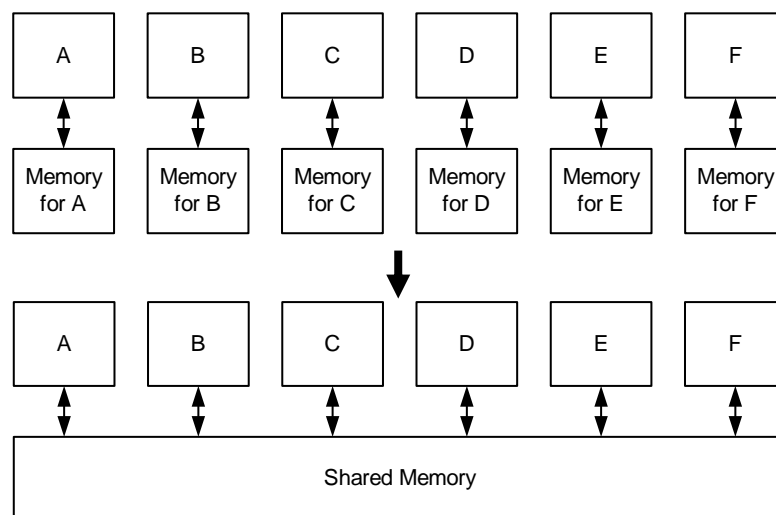 A
B
C
D
E
F
Memory
for A
Memory
for B
Memory
for C
Memory
for D
Memory
for E
Memory
for F
A
B
C
D
E
F
Shared Memory